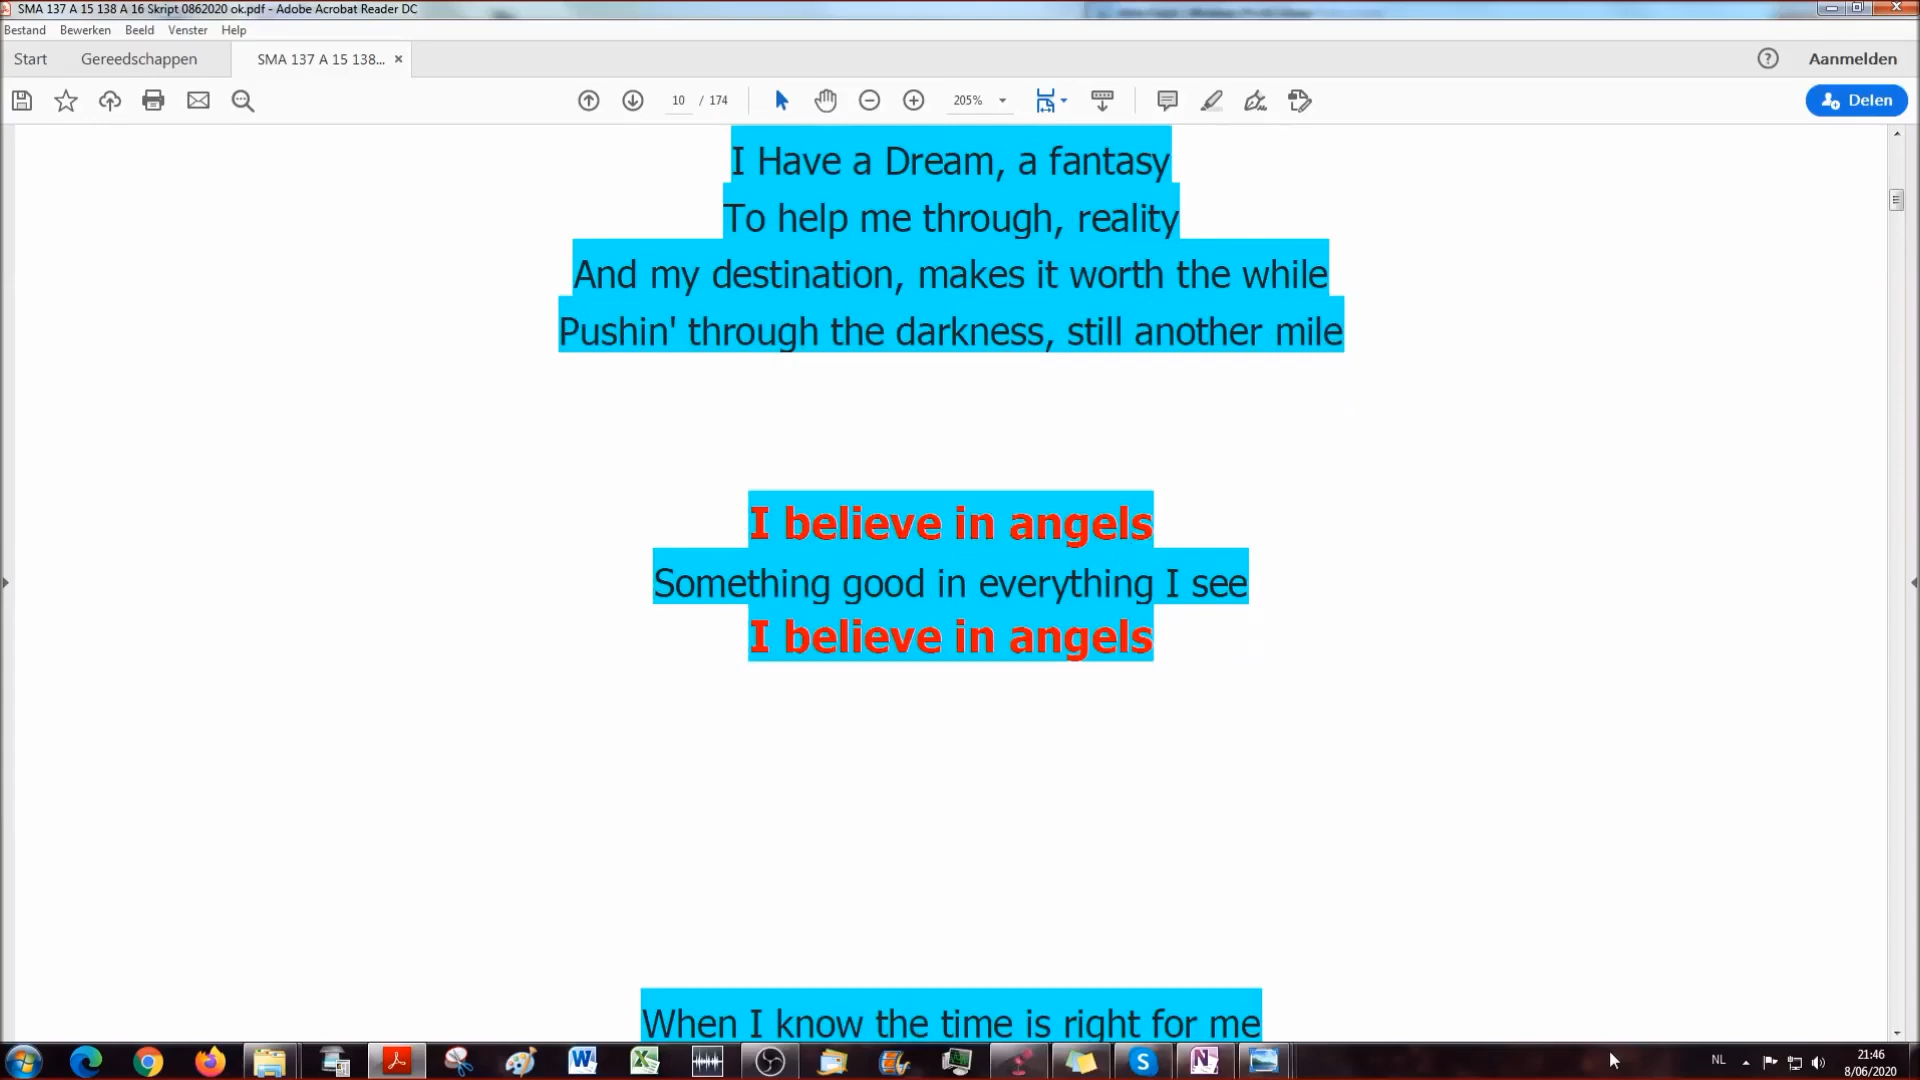 SMA 137 A 15 138 A 16 Skript 0862020 ok.pdf - Adobe Acrobat Reader DC
Bestand Bewerken Beeld Venster Help
Start Gereedschappen SMA 137 A 15 138... × Aanmelden
10 / 174 205% Delen
I Have a Dream, a fantasy
To help me through, reality
And my destination, makes it worth the while
Pushin' through the darkness, still another mile
I believe in angels
Something good in everything I see
I believe in angels
When I know the time is right for me
NL 21:46
8/06/2020